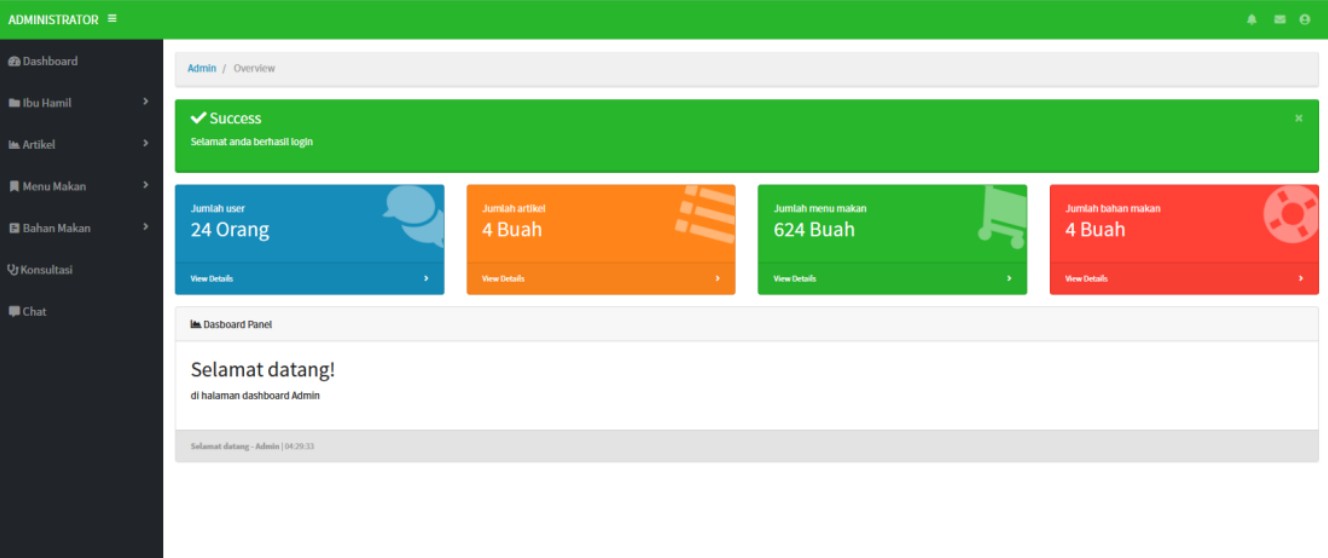 ADMINISTRATOR
Dashboard
Ibu Hamil
Artikel
Menu Makan
Bahan Makan
Konsultasi
Chat
Admin / Overview
Success
Selamat anda berhasil login
Jumlah user
24 Orang
View Details
Jumlah artikel
4 Buah
View Details
Jumlah menu makan
624 Buah
View Details
Jumlah bahan makan
4 Buah
View Details
Dasboard Panel
Selamat datang!
di halaman dashboard Admin
Selamat datang - Admin | 04:29:33